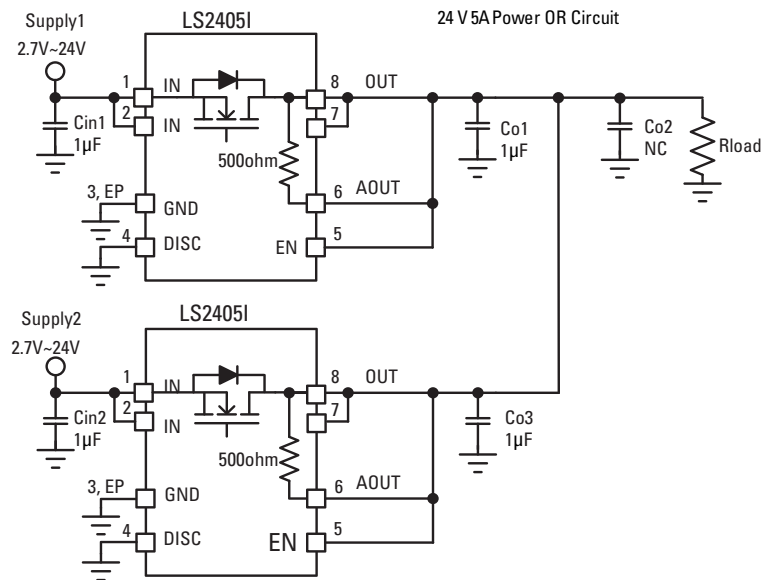 24 V 5A Power OR Circuit
Supply1
2.7V~24V
LS2405I
1
IN
8
OUT
2
IN
7
Cin1
1µF
500ohm
Co1
1µF
Co2
NC
Rload
3, EP
GND
6
AOUT
4
DISC
EN
5
Supply2
2.7V~24V
LS2405I
1
IN
8
OUT
2
IN
7
Cin2
1µF
500ohm
Co3
1µF
3, EP
GND
6
AOUT
4
DISC
EN
5